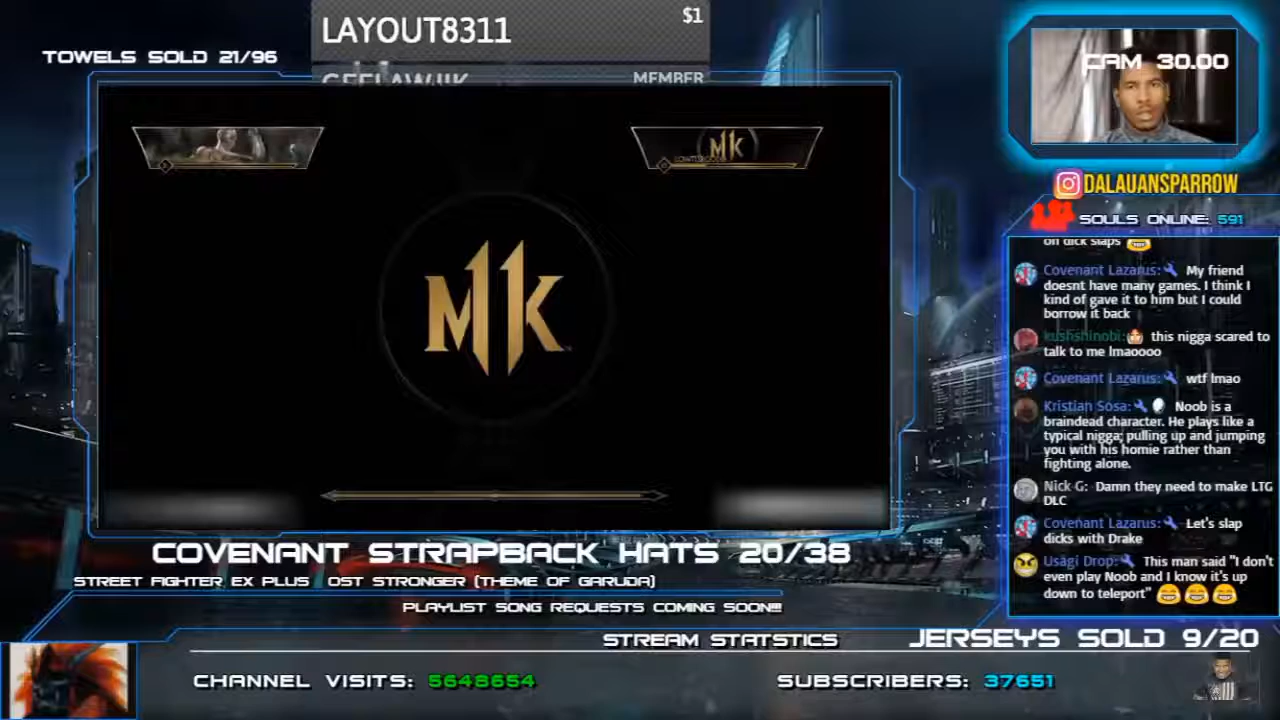 LAYOUT8311 $1
TOWELS SOLD 21/96
GEELAWJK MEMBER
CAM 30.00
MK
MK
DALAUANSPARROW
SOULS ONLINE: 591
on dick slaps
Covenant Lazarus: My friend
doesnt have many games. I think I
kind of gave it to him but I could
borrow it back
kushshinobi: this nigga scared to
talk to me lmaoooo
Covenant Lazarus: wtf lmao
Kristian Sosa: Noob is a
braindead character. He plays like a
typical nigga; pulling up and jumping
you with his homie rather than
fighting alone.
Nick G: Damn they need to make LTG
DLC
Covenant Lazarus: Let's slap
dicks with Drake
Usagi Drop: This man said "I don't
even play Noob and I know it's up
down to teleport"
COVENANT STRAPBACK HATS 20/38
STREET FIGHTER EX PLUS OST STRONGER (THEME OF GARUDA)
PLAYLIST SONG REQUESTS COMING SOON!!!
STREAM STATSTICS
JERSEYS SOLD 9/20
CHANNEL VISITS: 5648654
SUBSCRIBERS: 37651